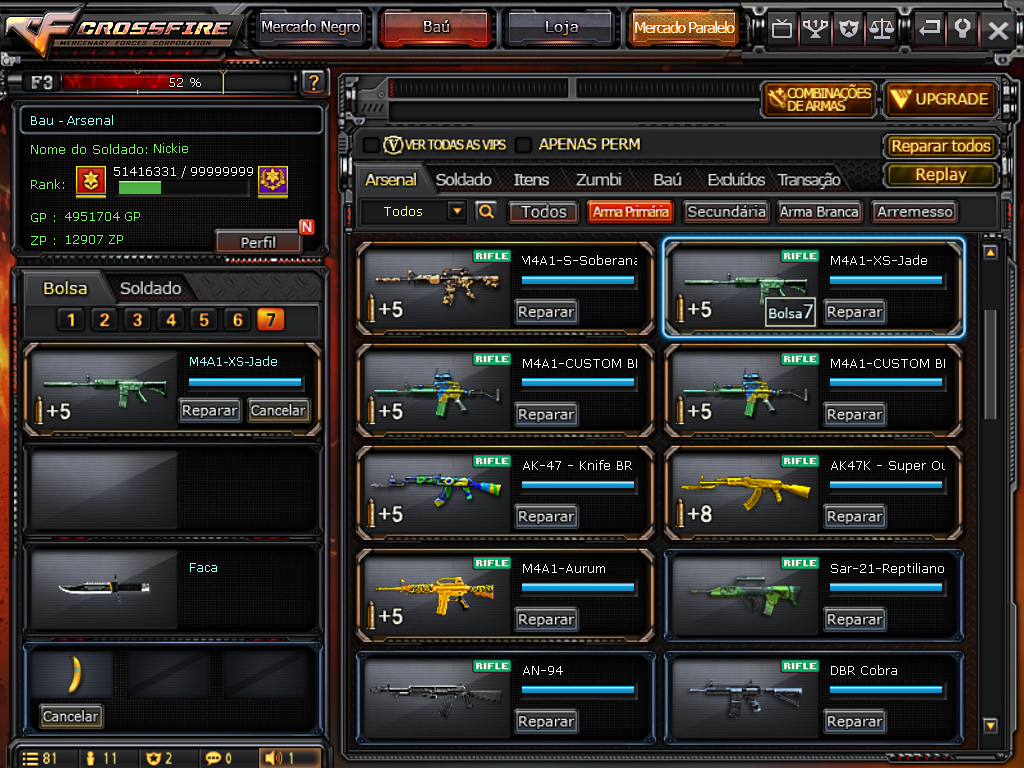 CROSSFIRE
MERCENARY FORCES CORPORATION
Mercado Negro
Baú
Loja
Mercado Paralelo
F3
52 %
?
COMBINAÇÕES
DE ARMAS
UPGRADE
Bau - Arsenal
Nome do Soldado: Nickie
Rank:
51416331 / 99999999
GP : 4951704 GP
ZP : 12907 ZP
N
Perfil
V VER TODAS AS VIPS
APENAS PERM
Reparar todos
Replay
Arsenal
Soldado
Itens
Zumbi
Baú
Excluídos
Transação
Todos
Todos
Arma Primária
Secundária
Arma Branca
Arremesso
Bolsa
Soldado
1 2 3 4 5 6 7
M4A1-XS-Jade
+5
Reparar
Cancelar
Faca
Cancelar
81
11
2
0
1
RIFLE
M4A1-S-Soberana
+5
Reparar
RIFLE
M4A1-XS-Jade
+5
Bolsa7
Reparar
RIFLE
M4A1-CUSTOM
+5
Reparar
RIFLE
M4A1-CUSTOM
+5
Reparar
RIFLE
AK-47 - Knife BR
+5
Reparar
RIFLE
AK47K - Super
+8
Reparar
RIFLE
M4A1-Aurum
+5
Reparar
RIFLE
Sar-21-Reptiliano
Reparar
RIFLE
AN-94
Reparar
RIFLE
DBR Cobra
Reparar